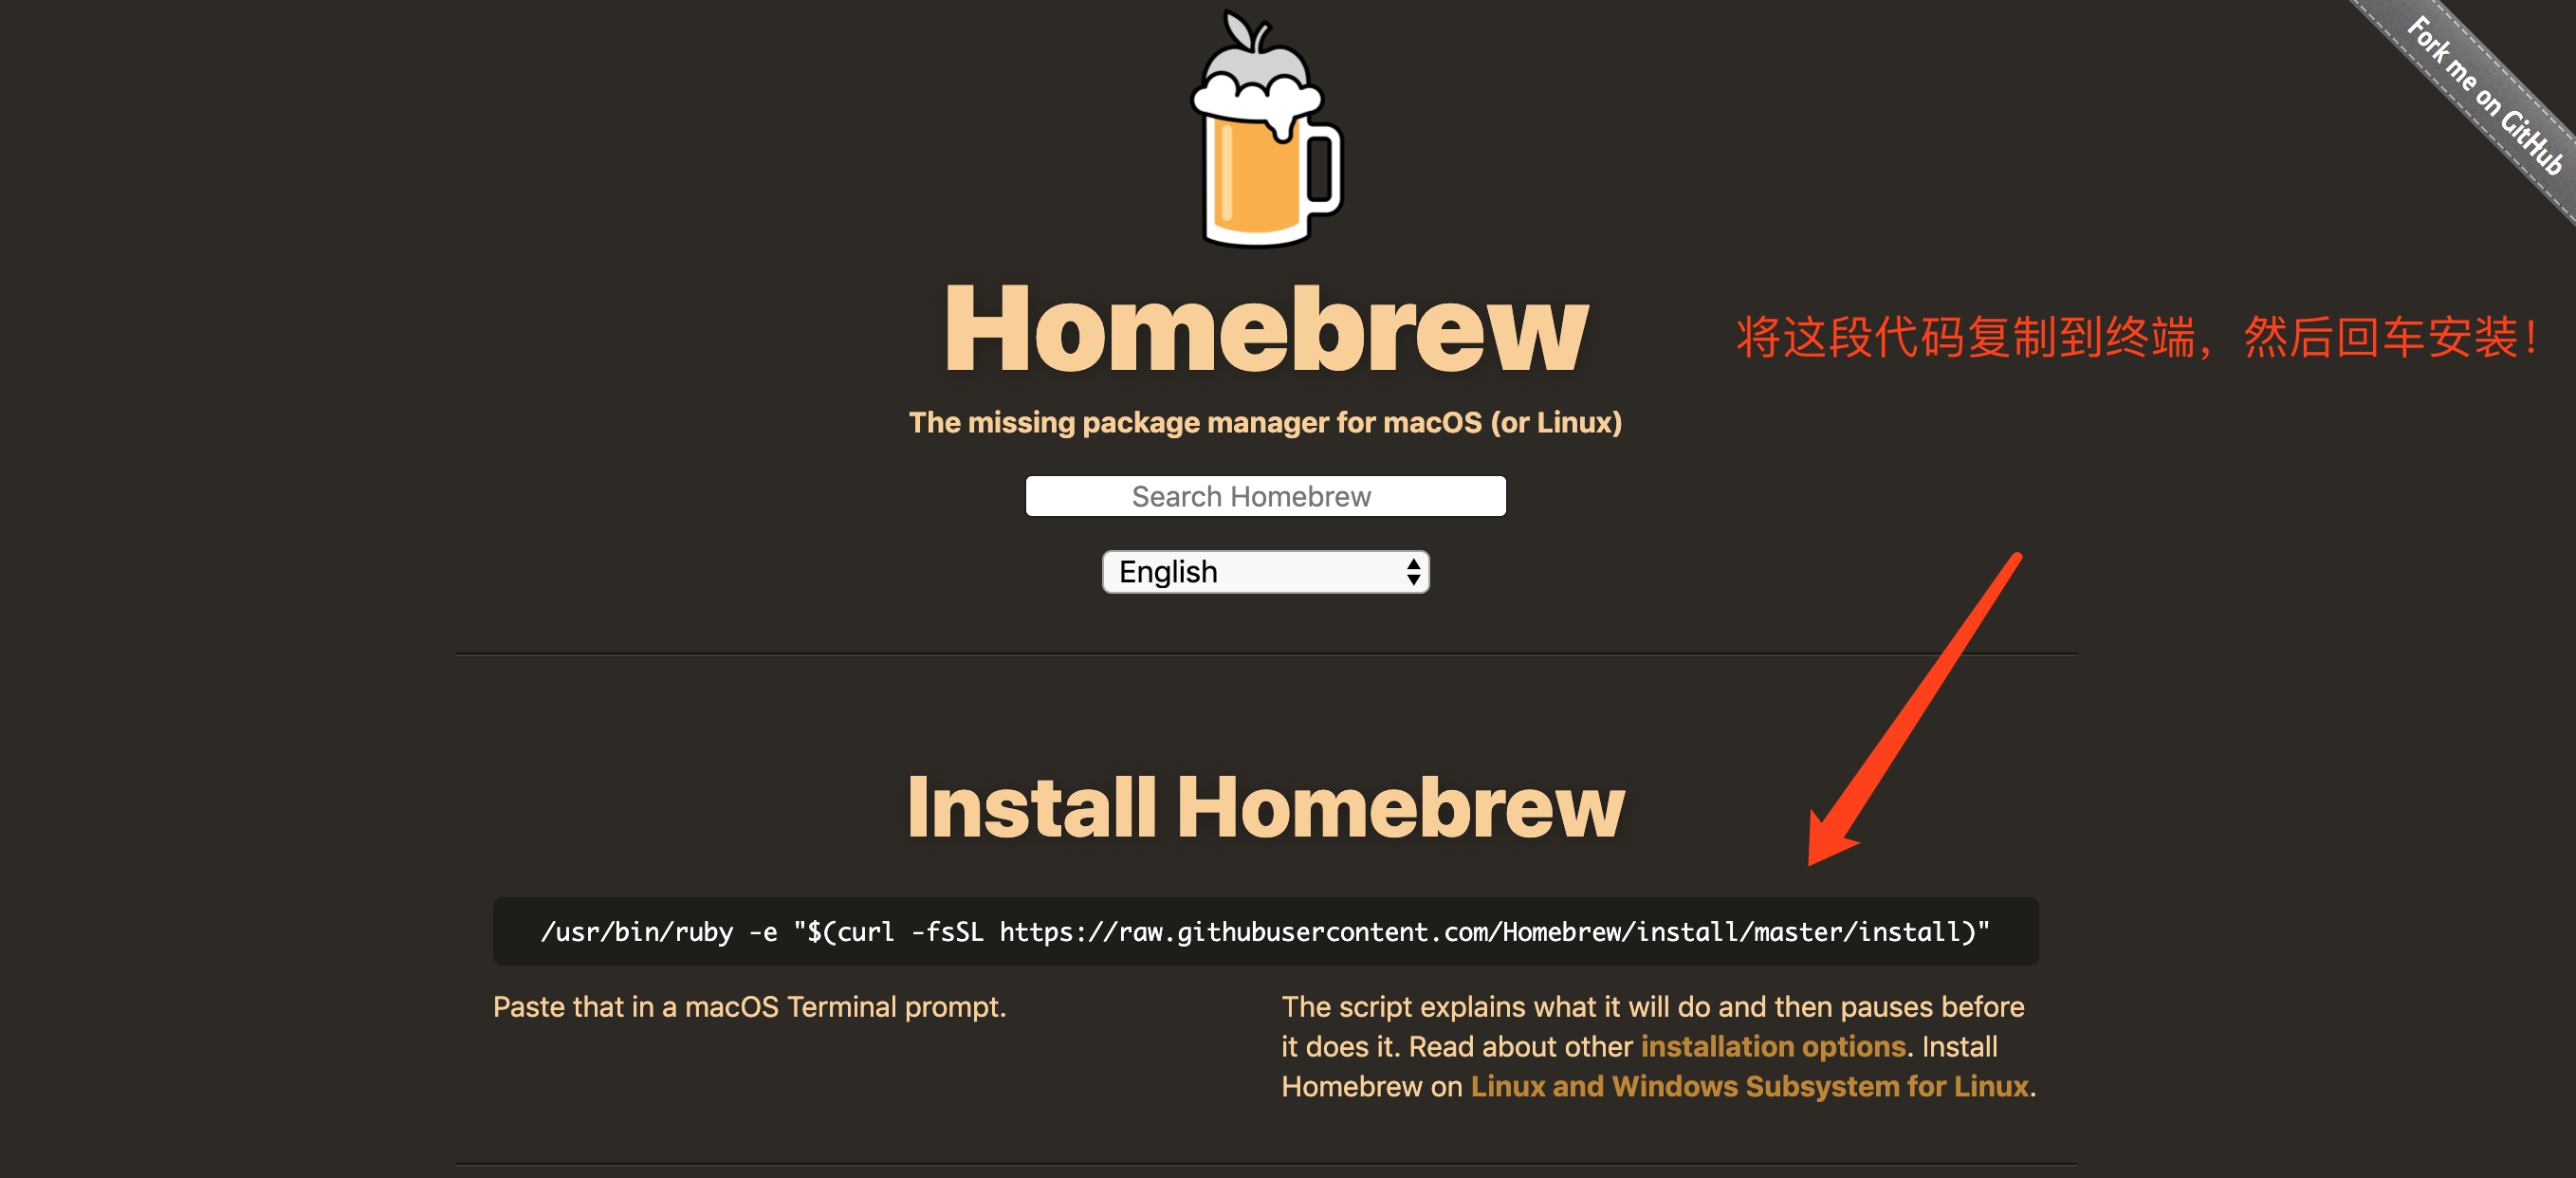 Fork me on GitHub
Homebrew
将这段代码复制到终端，然后回车安装！
The missing package manager for macOS (or Linux)
Search Homebrew
English
Install Homebrew
/usr/bin/ruby -e "$(curl -fsSL https://raw.githubusercontent.com/Homebrew/install/master/install)"
Paste that in a macOS Terminal prompt.
The script explains what it will do and then pauses before
it does it. Read about other installation options. Install
Homebrew on Linux and Windows Subsystem for Linux.